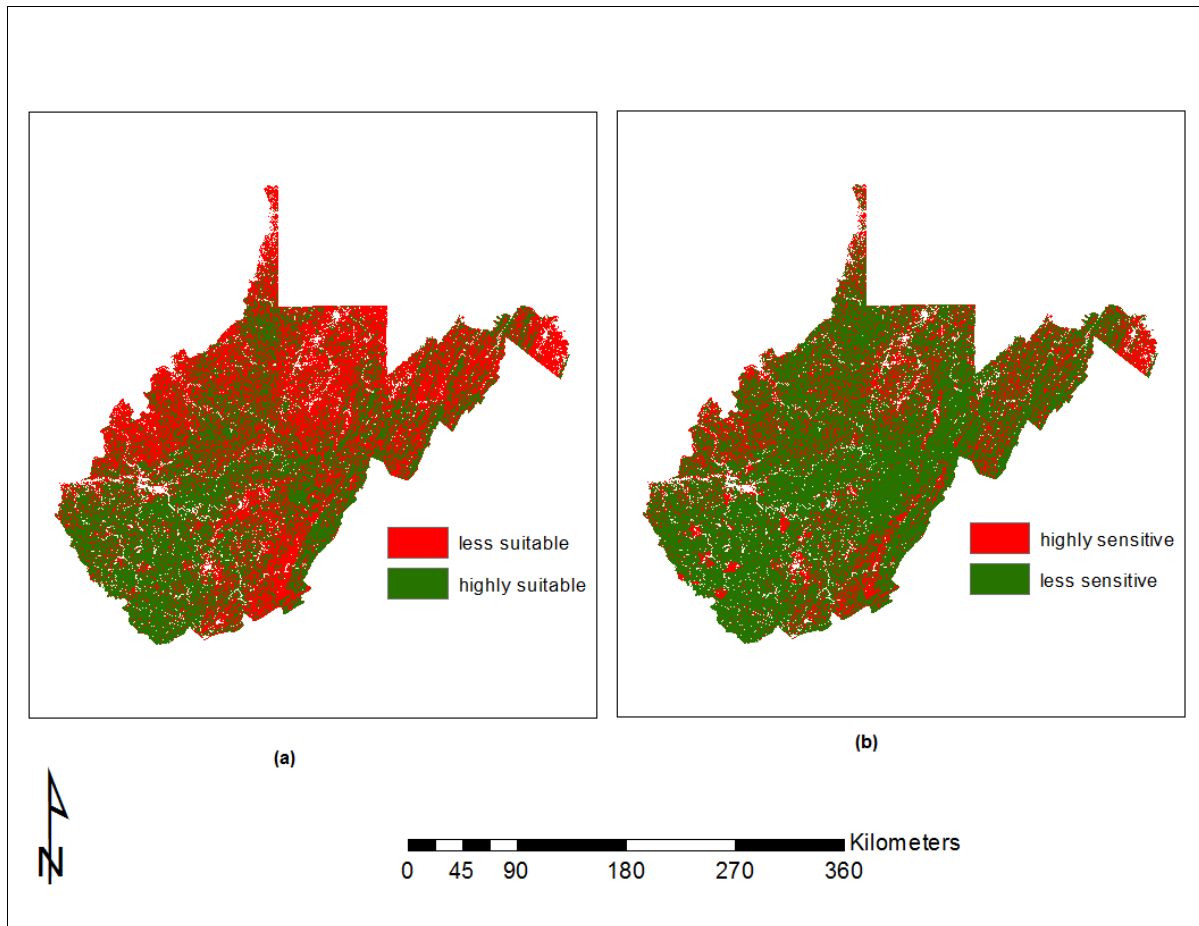 less suitable
highly suitable
highly sensitive
less sensitive
(a)
(b)
N
Kilometers
0 45 90 180 270 360